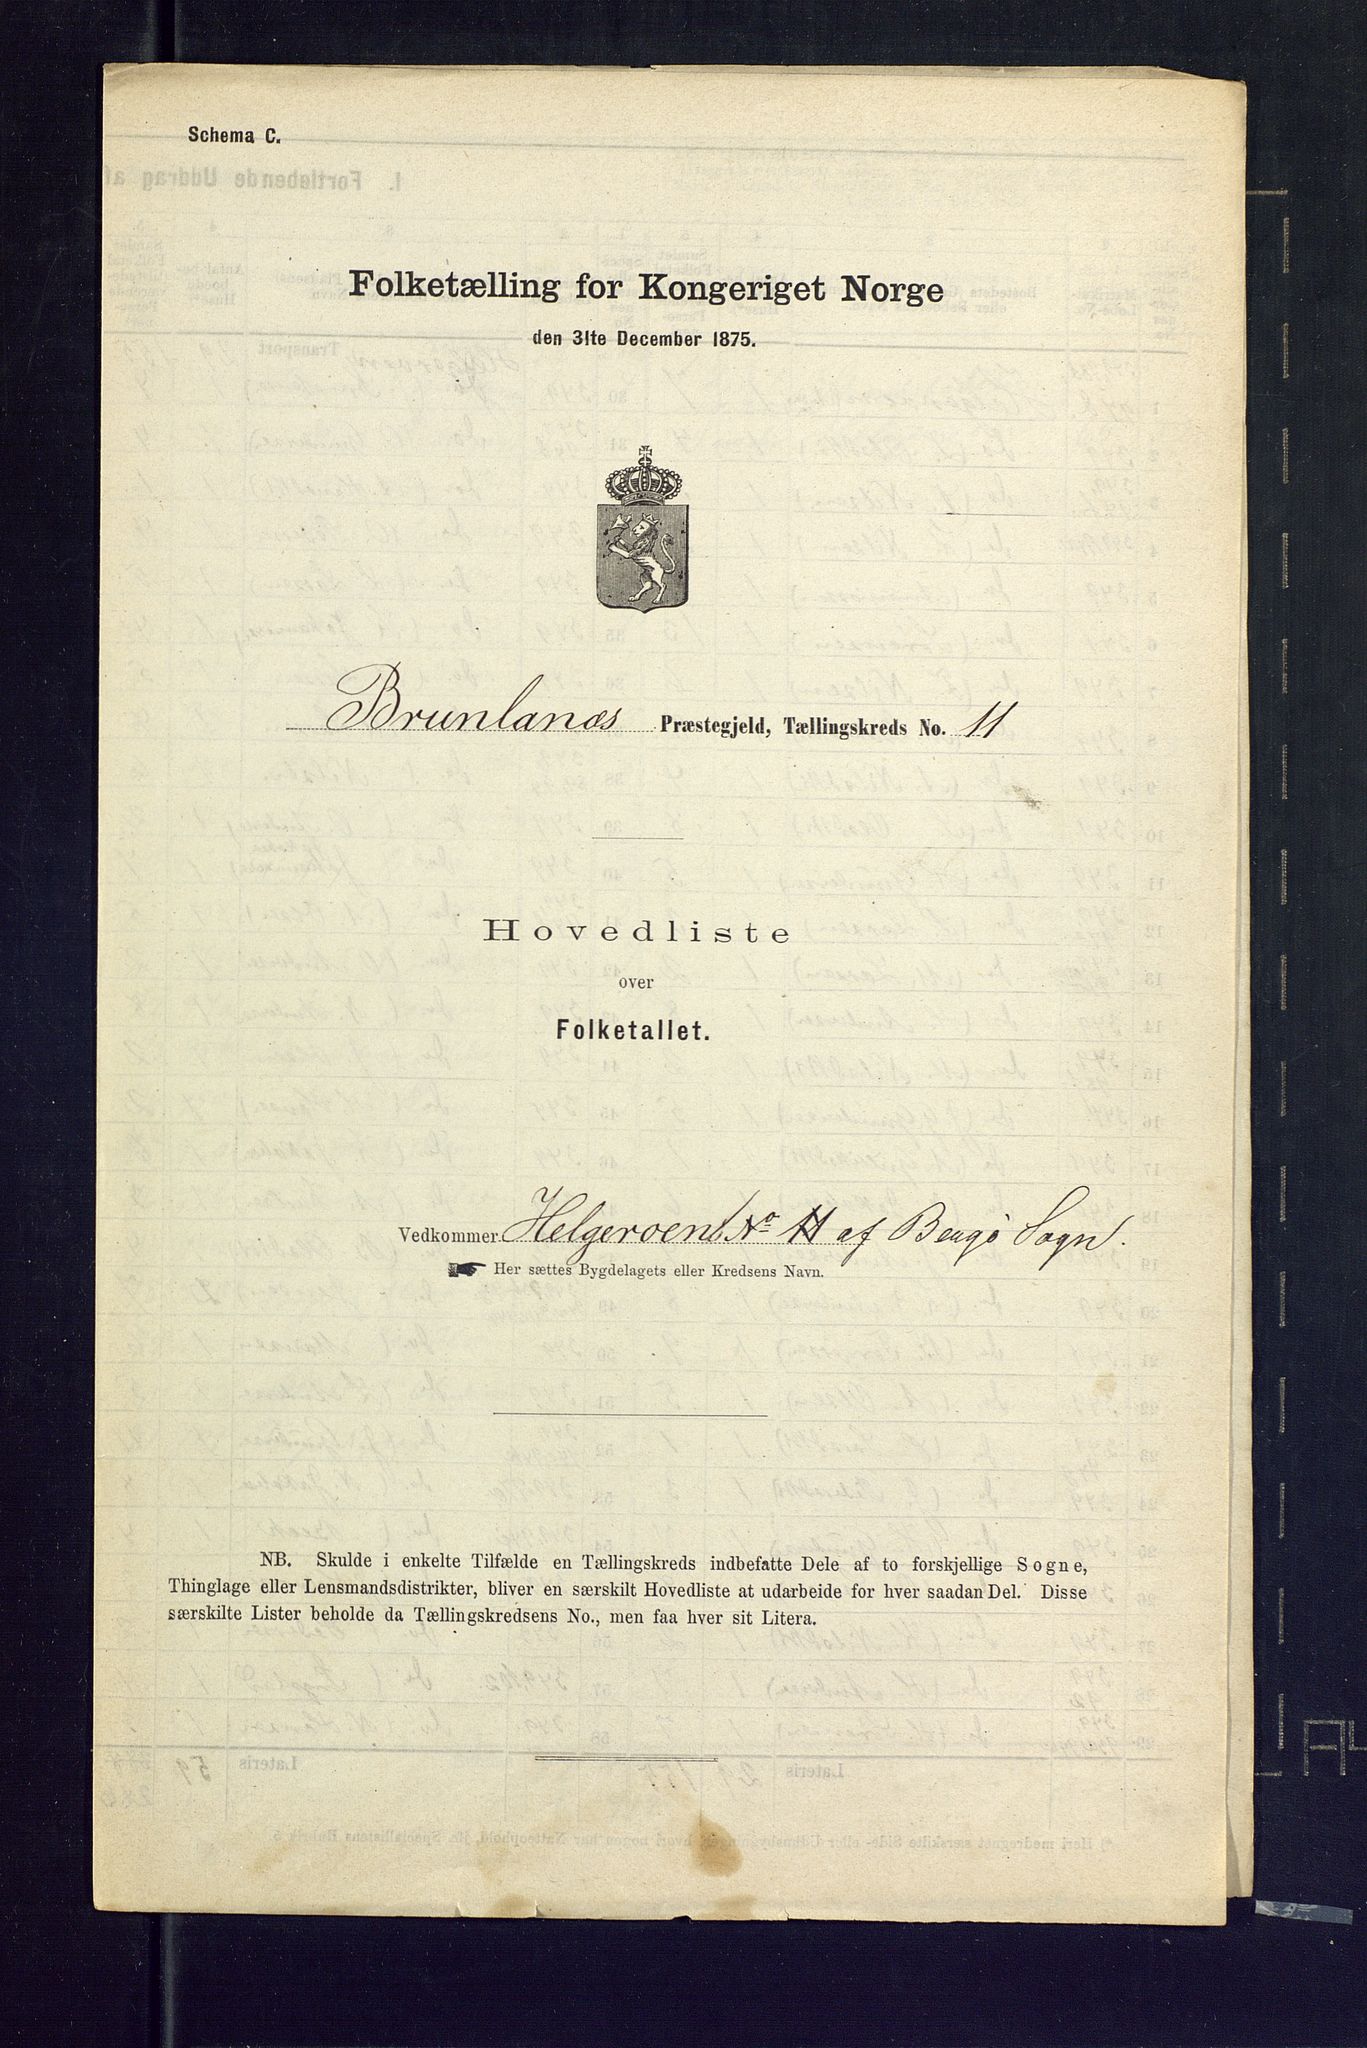 Schema C.
Folketælling for Kongeriget Norge
den 31te December 1875.
Brunlanæs Præstegjeld, Tællingskreds No. 11
Hovedliste
over
Folketallet.
Vedkommer Helgeroens No 11 af Bergs Sogn.
Her sættes Bygdelagets eller Kredsens Navn.
NB. Skulde i enkelte Tilfælde en Tællingskreds indbefatte Dele af to forskjellige Sogne,
Thinglage eller Lensmandsdistrikter, bliver en særskilt Hovedliste at udarbeide for hver saadan Del. Disse
særskilte Lister beholde da Tællingskredsens No., men faa hver sit Litera.